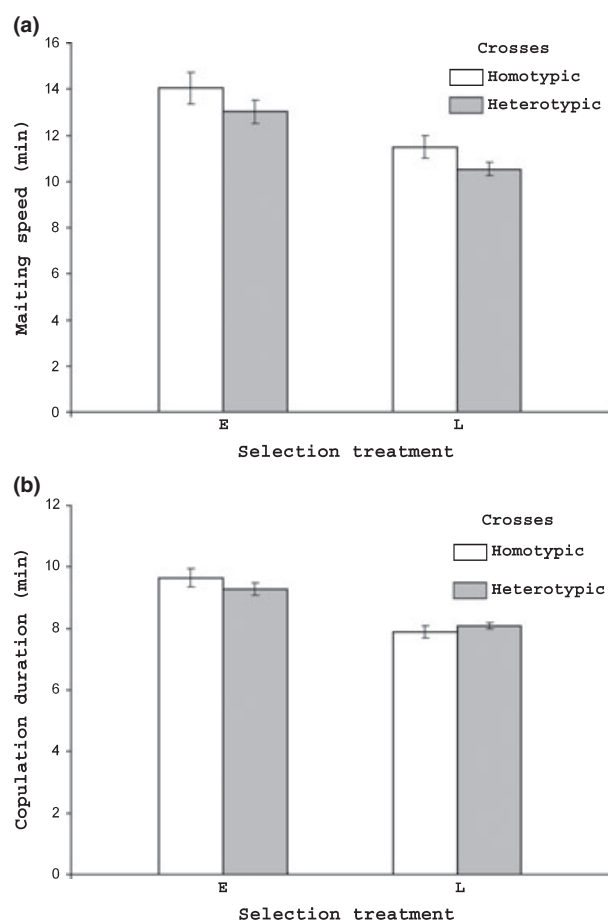 (a)
Maiting speed (min)
16
14
12
10
8
6
4
2
0
Crosses
Homotypic
Heterotypic
E
L
Selection treatment
(b)
Copulation duration (min)
12
10
8
6
4
2
0
Crosses
Homotypic
Heterotypic
E
L
Selection treatment